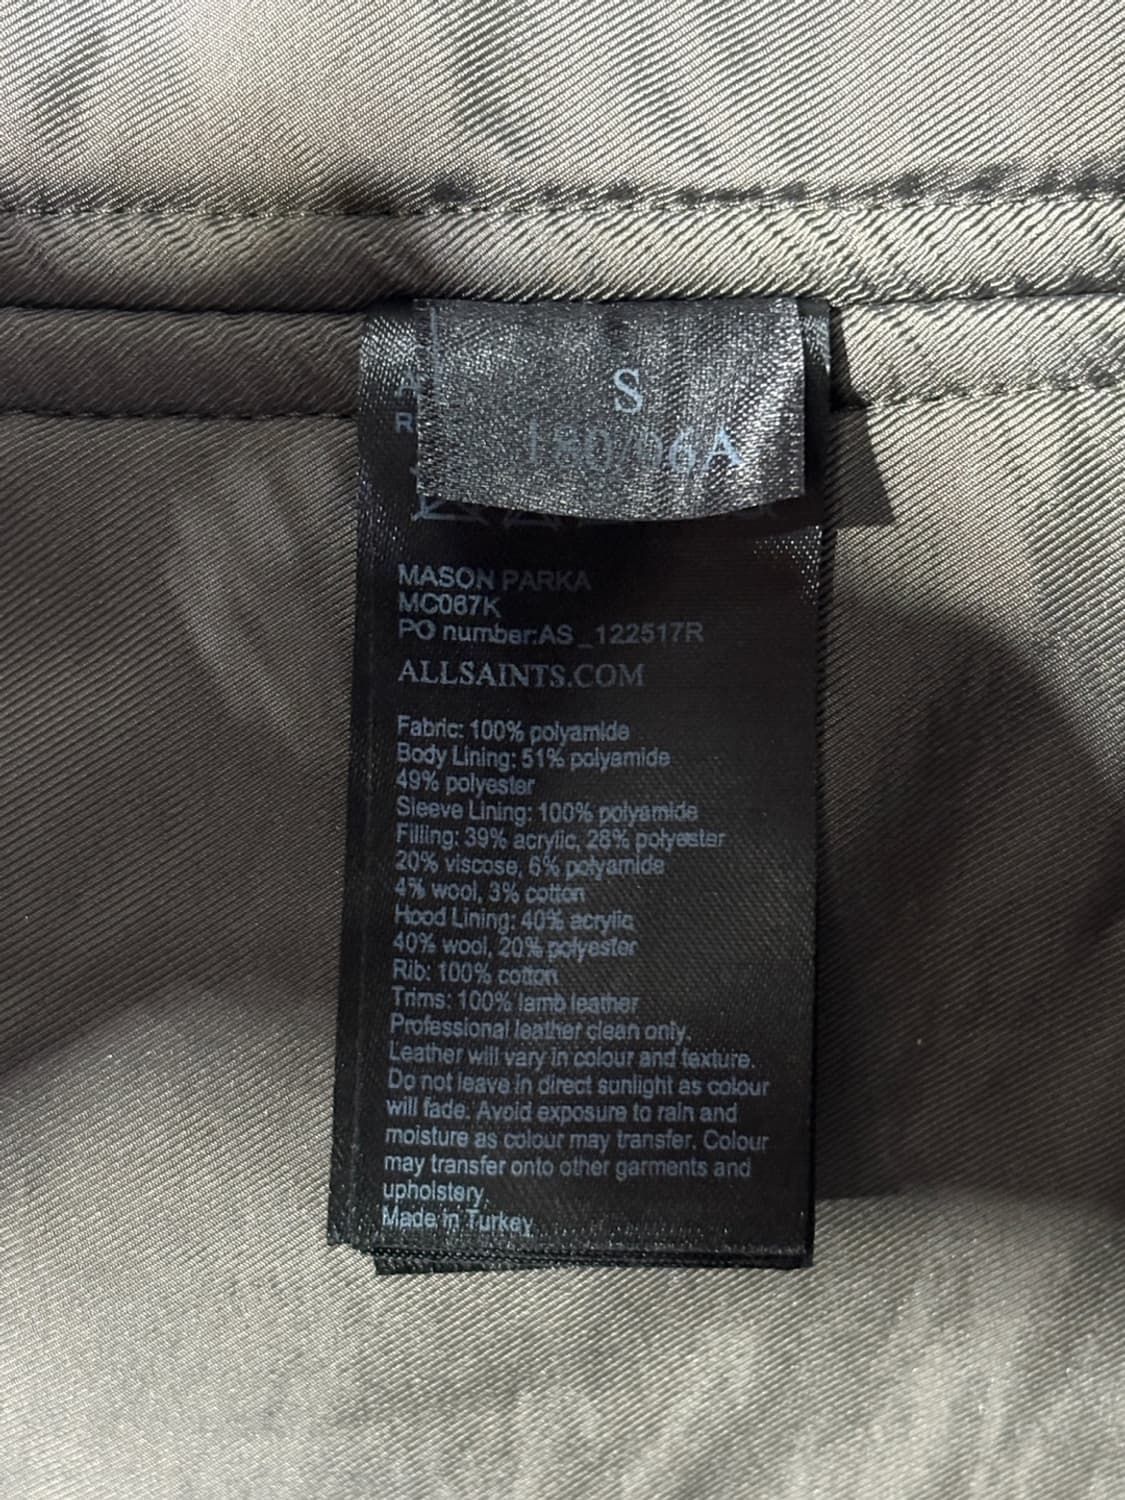 S
180/96A
MASON PARKA
MC067K
PO number:AS_122517R
ALLSAINTS.COM
Fabric: 100% polyamide
Body Lining: 51% polyamide
49% polyester
Sleeve Lining: 100% polyamide
Filling: 39% acrylic, 28% polyester
20% viscose, 6% polyamide
4% wool, 3% cotton
Hood Lining: 40% acrylic
40% wool, 20% polyester
Rib: 100% cotton
Trims: 100% lamb leather
Professional leather clean only.
Leather will vary in colour and texture.
Do not leave in direct sunlight as colour
will fade. Avoid exposure to rain and
moisture as colour may transfer. Colour
may transfer onto other garments and
upholstery.
Made in Turkey